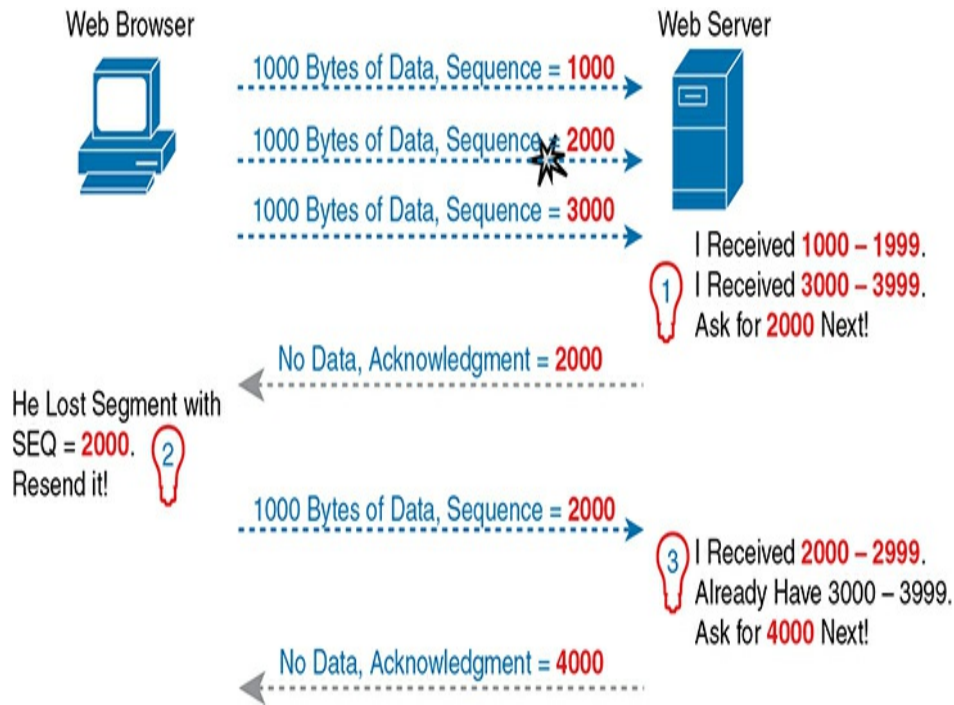 Web Browser
Web Server
1000 Bytes of Data, Sequence = 1000
1000 Bytes of Data, Sequence = 2000
1000 Bytes of Data, Sequence = 3000
I Received 1000 – 1999.
1
I Received 3000 – 3999.
Ask for 2000 Next!
No Data, Acknowledgment = 2000
He Lost Segment with
SEQ = 2000.
2
Resend it!
1000 Bytes of Data, Sequence = 2000
3
I Received 2000 – 2999.
Already Have 3000 – 3999.
Ask for 4000 Next!
No Data, Acknowledgment = 4000